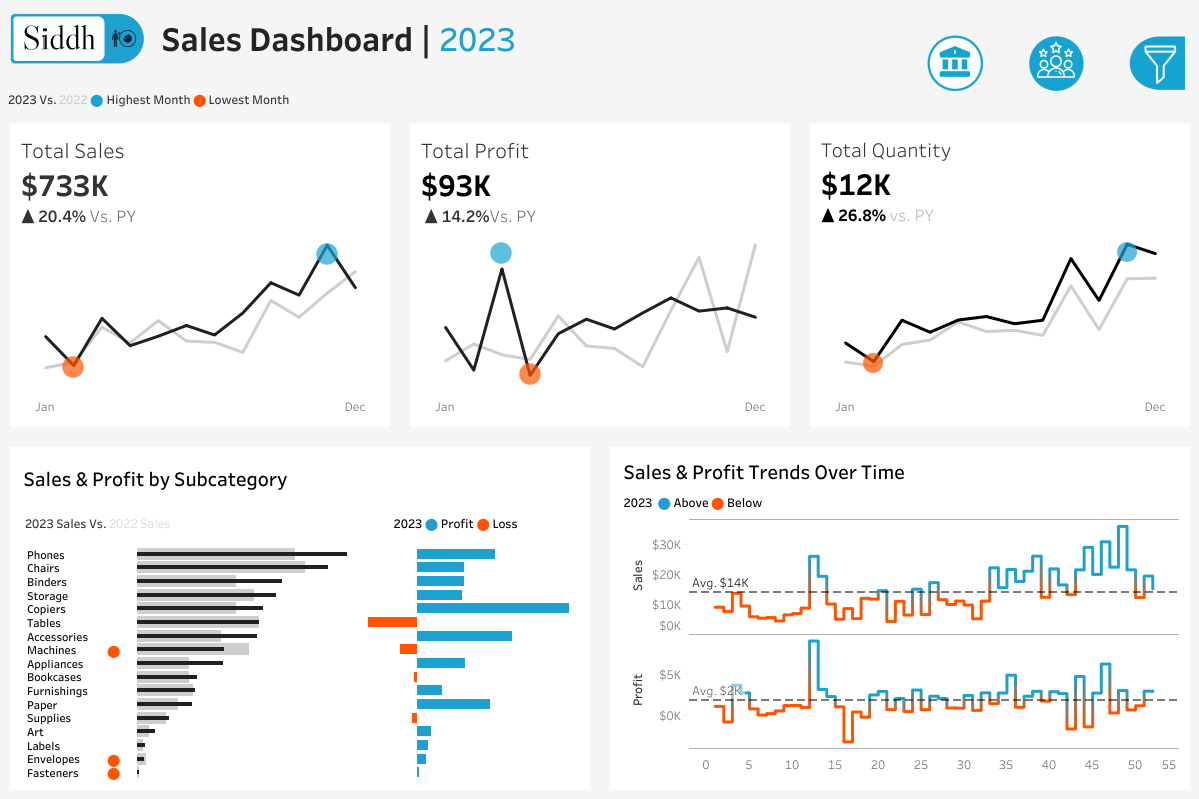 Siddh
Sales Dashboard | 2023
2023 Vs. 2022 Highest Month Lowest Month
Total Sales
$733K
▲ 20.4% Vs. PY
Jan Dec
Total Profit
$93K
▲ 14.2%Vs. PY
Jan Dec
Total Quantity
$12K
▲ 26.8% vs. PY
Jan Dec
Sales & Profit by Subcategory
2023 Sales Vs. 2022 Sales
2023 Profit Loss
Phones
Chairs
Binders
Storage
Copiers
Tables
Accessories
Machines
Appliances
Bookcases
Furnishings
Paper
Supplies
Art
Labels
Envelopes
Fasteners
Sales & Profit Trends Over Time
2023 Above Below
Sales
$30K
$20K
Avg. $14K
$10K
$0K
Profit
$5K
Avg. $2K
$0K
0 5 10 15 20 25 30 35 40 45 50 55